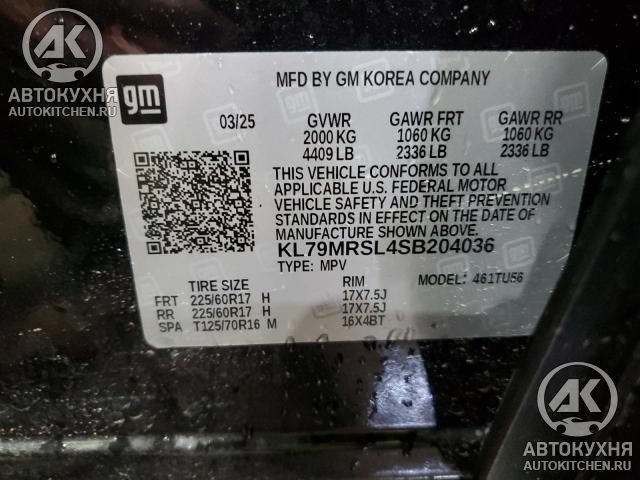 АВТОКУХНЯ
AUTOKITCHEN.RU
gm
MFD BY GM KOREA COMPANY
03/25 GVWR GAWR FRT GAWR RR
2000 KG 1060 KG 1060 KG
4409 LB 2336 LB 2336 LB
THIS VEHICLE CONFORMS TO ALL
APPLICABLE U.S. FEDERAL MOTOR
VEHICLE SAFETY AND THEFT PREVENTION
STANDARDS IN EFFECT ON THE DATE OF
MANUFACTURE SHOWN ABOVE.
KL79MRSL4SB204036
TYPE: MPV MODEL: 461TU56
TIRE SIZE RIM
FRT 225/60R17 H 17X7.5J
RR 225/60R17 H 17X7.5J
SPA T125/70R16 M 16X4BT
АВТОКУХНЯ
AUTOKITCHEN.RU